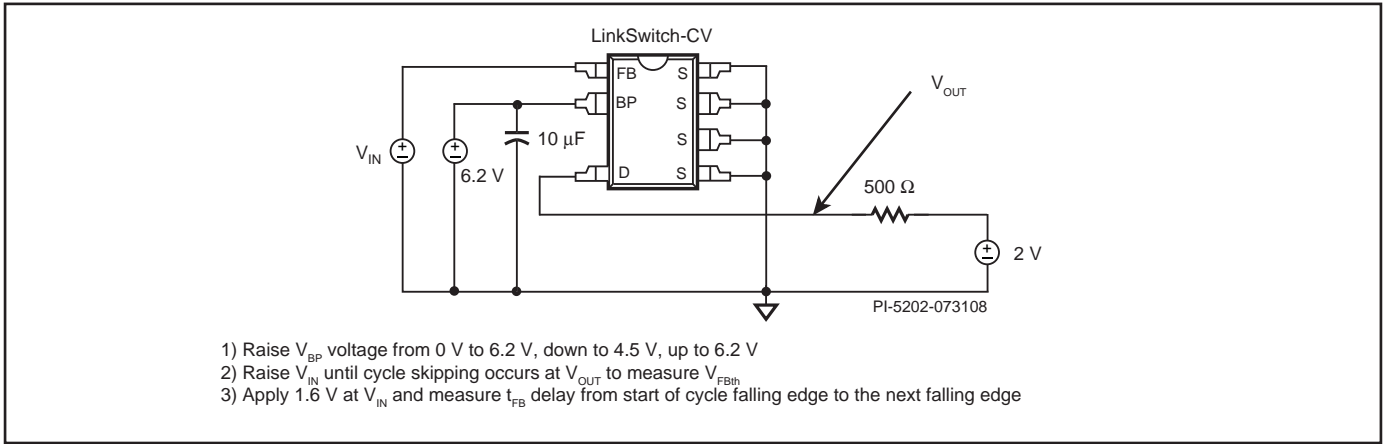 LinkSwitch-CV
FB S
BP S
S
D S
V_OUT
V_IN
6.2 V
10 µF
500 Ω
2 V
PI-5202-073108
1) Raise V_BP voltage from 0 V to 6.2 V, down to 4.5 V, up to 6.2 V
2) Raise V_IN until cycle skipping occurs at V_OUT to measure V_FBth
3) Apply 1.6 V at V_IN and measure t_FB delay from start of cycle falling edge to the next falling edge